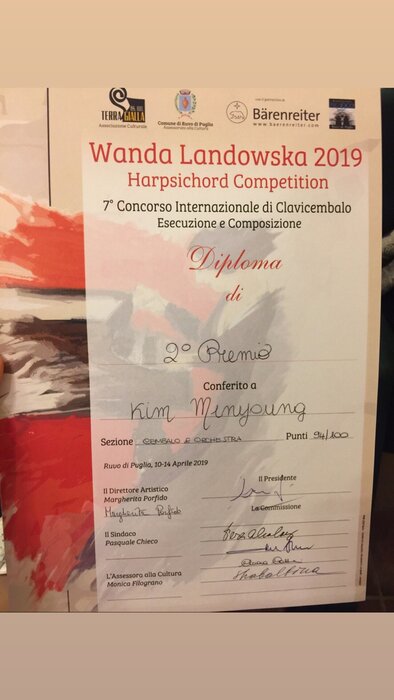 TERRA GIALLA
Associazione Culturale
Comune di Ruvo di Puglia
Assessorato alla Cultura
Bärenreiter
www.baerenreiter.com
Wanda Landowska 2019
Harpsichord Competition
7° Concorso Internazionale di Clavicembalo
Esecuzione e Composizione
Diploma
di
2° Premio
Conferito a
Kim Minyoung
Sezione CEMBALO E ORCHESTRA Punti 94/100
Ruvo di Puglia, 10-14 Aprile 2019
Il Direttore Artistico
Margherita Porfido
Margherita Porfido
Il Presidente
La Commissione
Il Sindaco
Pasquale Chieco
L'Assessora alla Cultura
Monica Filograno